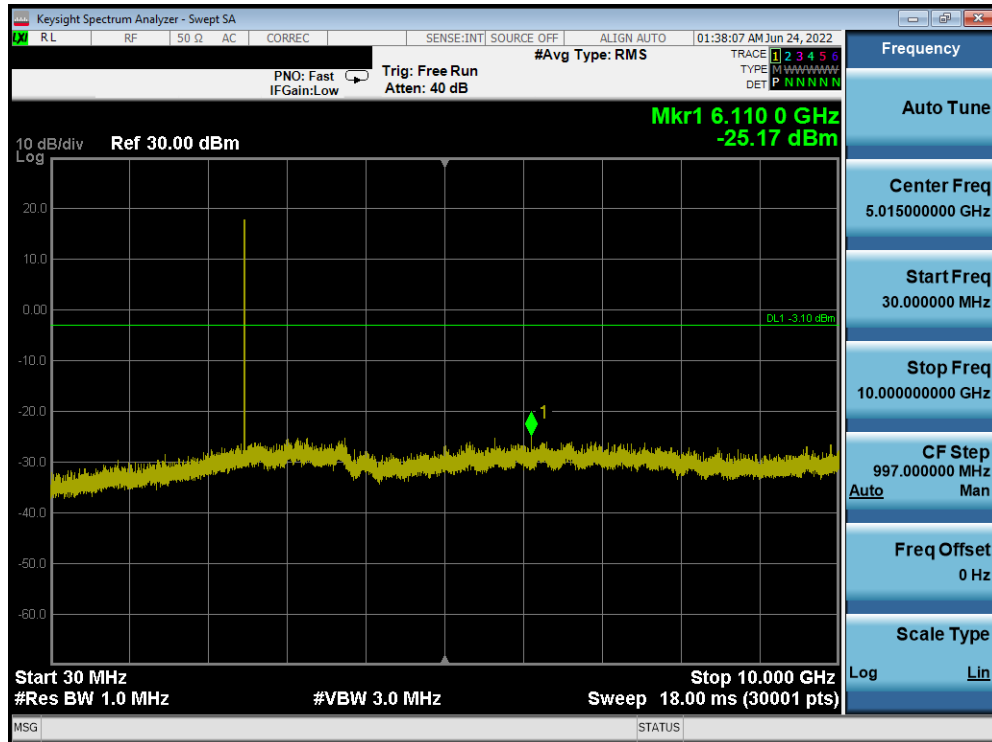 Keysight Spectrum Analyzer - Swept SA
LXI RL RF 50 Ω AC CORREC SENSE:INT SOURCE OFF ALIGN AUTO 01:38:07 AM Jun 24, 2022
#Avg Type: RMS
TRACE 1 2 3 4 5 6
PNO: Fast Trig: Free Run
TYPE M WWWWW
IFGain:Low Atten: 40 dB
DET P N N N N N
Mkr1 6.110 0 GHz
-25.17 dBm
10 dB/div Ref 30.00 dBm
Log
20.0
10.0
0.00
DL1 -3.10 dBm
-10.0
-20.0
1
-30.0
-40.0
-50.0
-60.0
Start 30 MHz Stop 10.000 GHz
#Res BW 1.0 MHz #VBW 3.0 MHz Sweep 18.00 ms (30001 pts)
MSG STATUS
Frequency
Auto Tune
Center Freq
5.015000000 GHz
Start Freq
30.000000 MHz
Stop Freq
10.000000000 GHz
CF Step
997.000000 MHz
Auto Man
Freq Offset
0 Hz
Scale Type
Log Lin